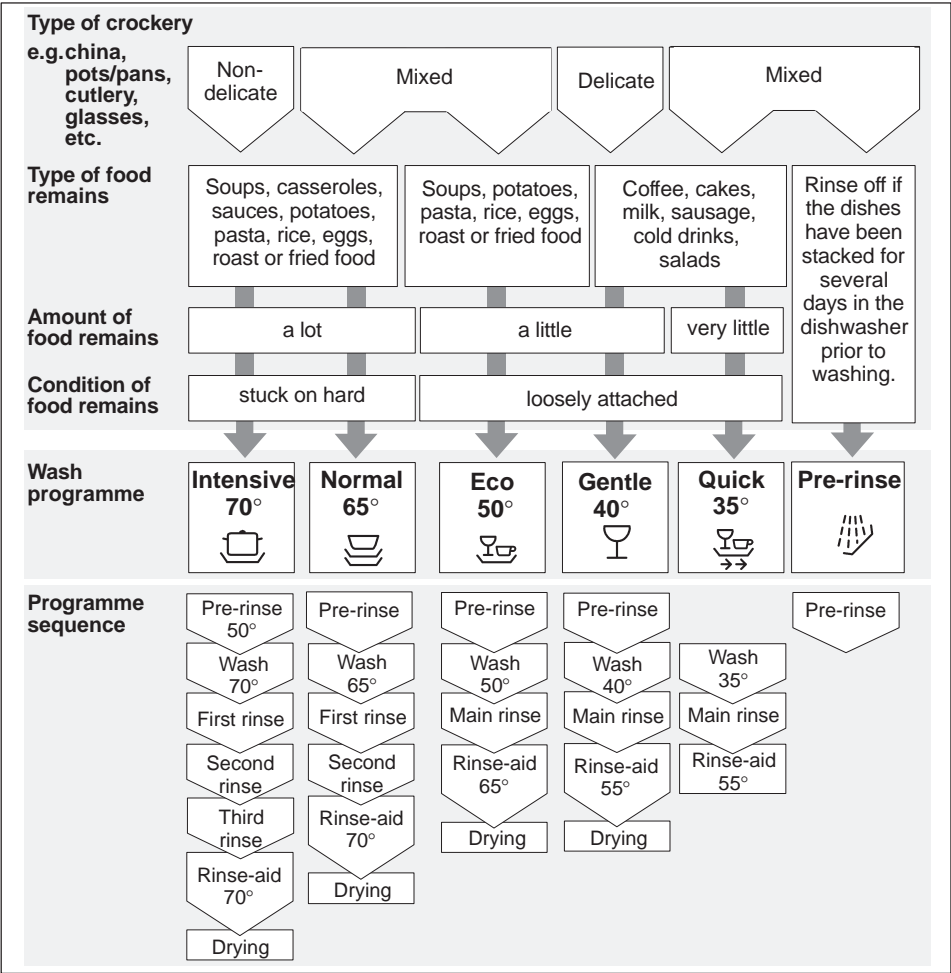 Type of crockery
e.g.china,
pots/pans,
cutlery,
glasses,
etc.
Non-
delicate
Mixed
Delicate
Mixed
Type of food
remains
Soups, casseroles,
sauces, potatoes,
pasta, rice, eggs,
roast or fried food
Soups, potatoes,
pasta, rice, eggs,
roast or fried food
Coffee, cakes,
milk, sausage,
cold drinks,
salads
Rinse off if
the dishes
have been
stacked for
several
days in the
dishwasher
prior to
washing.
Amount of
food remains
a lot
a little
very little
Condition of
food remains
stuck on hard
loosely attached
Wash
programme
Intensive
70°
Normal
65°
Eco
50°
Gentle
40°
Quick
35°
Pre-rinse
Programme
sequence
Pre-rinse
50°
Wash
70°
First rinse
Second
rinse
Third
rinse
Rinse-aid
70°
Drying
Pre-rinse
Wash
65°
First rinse
Second
rinse
Rinse-aid
70°
Drying
Pre-rinse
Wash
50°
Main rinse
Rinse-aid
65°
Drying
Pre-rinse
Wash
40°
Main rinse
Rinse-aid
55°
Drying
Wash
35°
Main rinse
Rinse-aid
55°
Pre-rinse